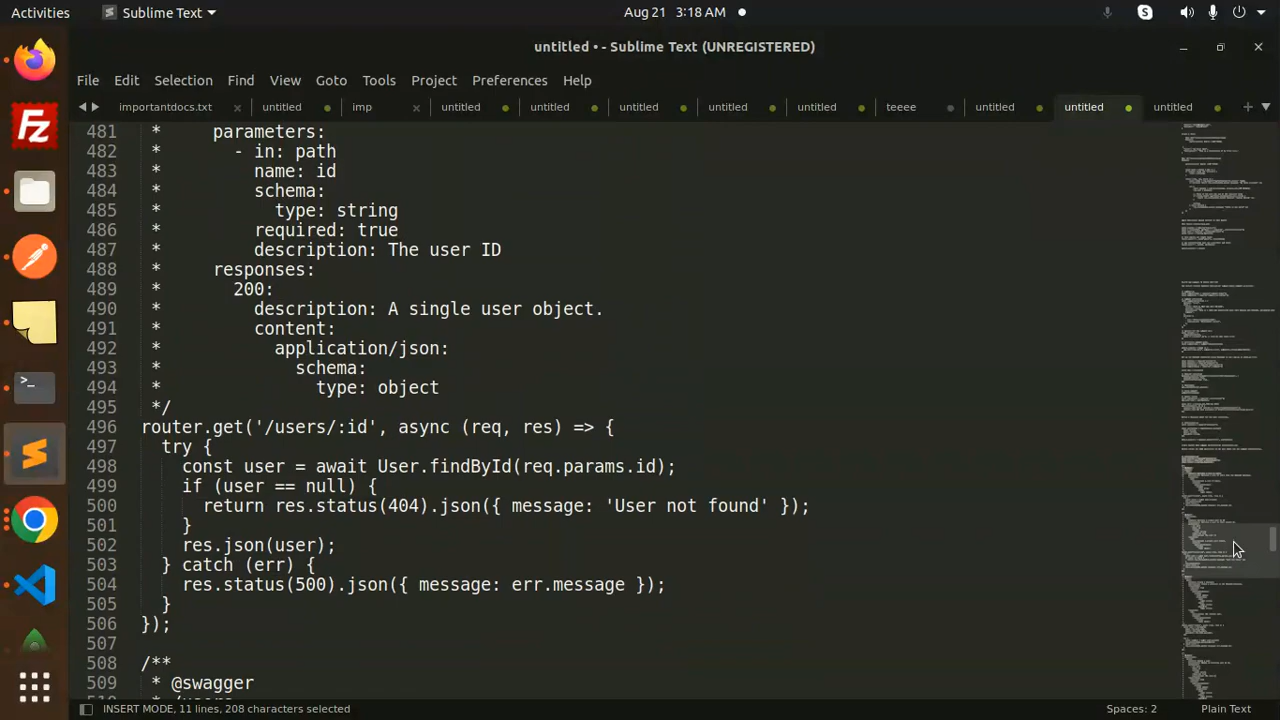 Activities
Sublime Text
Aug 21 3:18 AM
untitled • - Sublime Text (UNREGISTERED)
File Edit Selection Find View Goto Tools Project Preferences Help
importantdocs.txt untitled imp untitled untitled untitled untitled untitled teeee untitled untitled untitled
481 * parameters:
482 * - in: path
483 * name: id
484 * schema:
485 * type: string
486 * required: true
487 * description: The user ID
488 * responses:
489 * 200:
490 * description: A single user object.
491 * content:
492 * application/json:
493 * schema:
494 * type: object
495 */
496 router.get('/users/:id', async (req, res) => {
497 try {
498 const user = await User.findById(req.params.id);
499 if (user == null) {
500 return res.status(404).json({ message: 'User not found' });
501 }
502 res.json(user);
503 } catch (err) {
504 res.status(500).json({ message: err.message });
505 }
506 });
507
508 /**
509 * @swagger
INSERT MODE, 11 lines, 208 characters selected
Spaces: 2
Plain Text